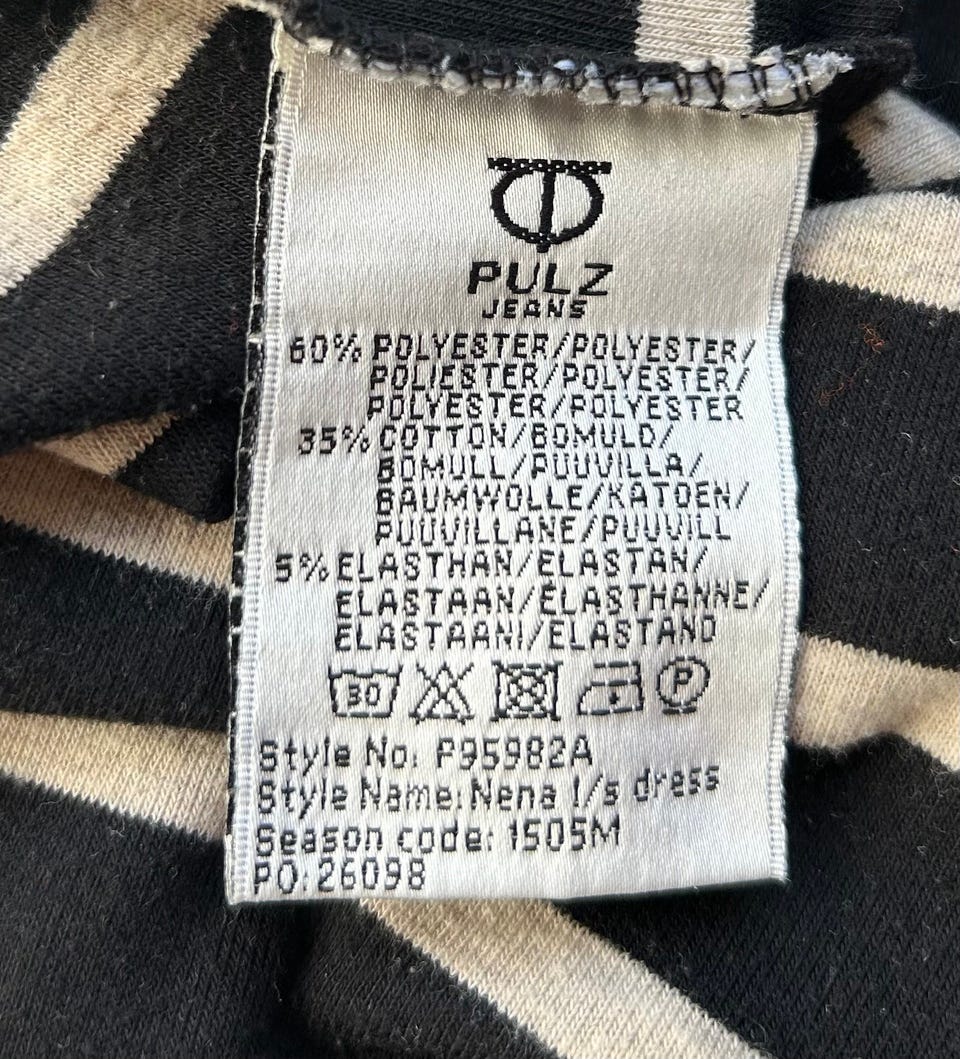 PULZ
JEANS
60% POLYESTER/POLYESTER/
POLIESTER/POLYESTER/
POLYESTER/POLYESTER
35% COTTON/BOMULD/
BOMULL/PUUVILLA/
BAUMWOLLE/KATOEN/
PUUVILLANE/PUUVILL
5% ELASTHAN/ELASTAN/
ELASTAAN/ÉLASTHANNE/
ELASTAANI/ELASTANO
30 P
Style No: P95982A
Style Name: Nena l/s dress
Season code: 1505M
PO: 26098